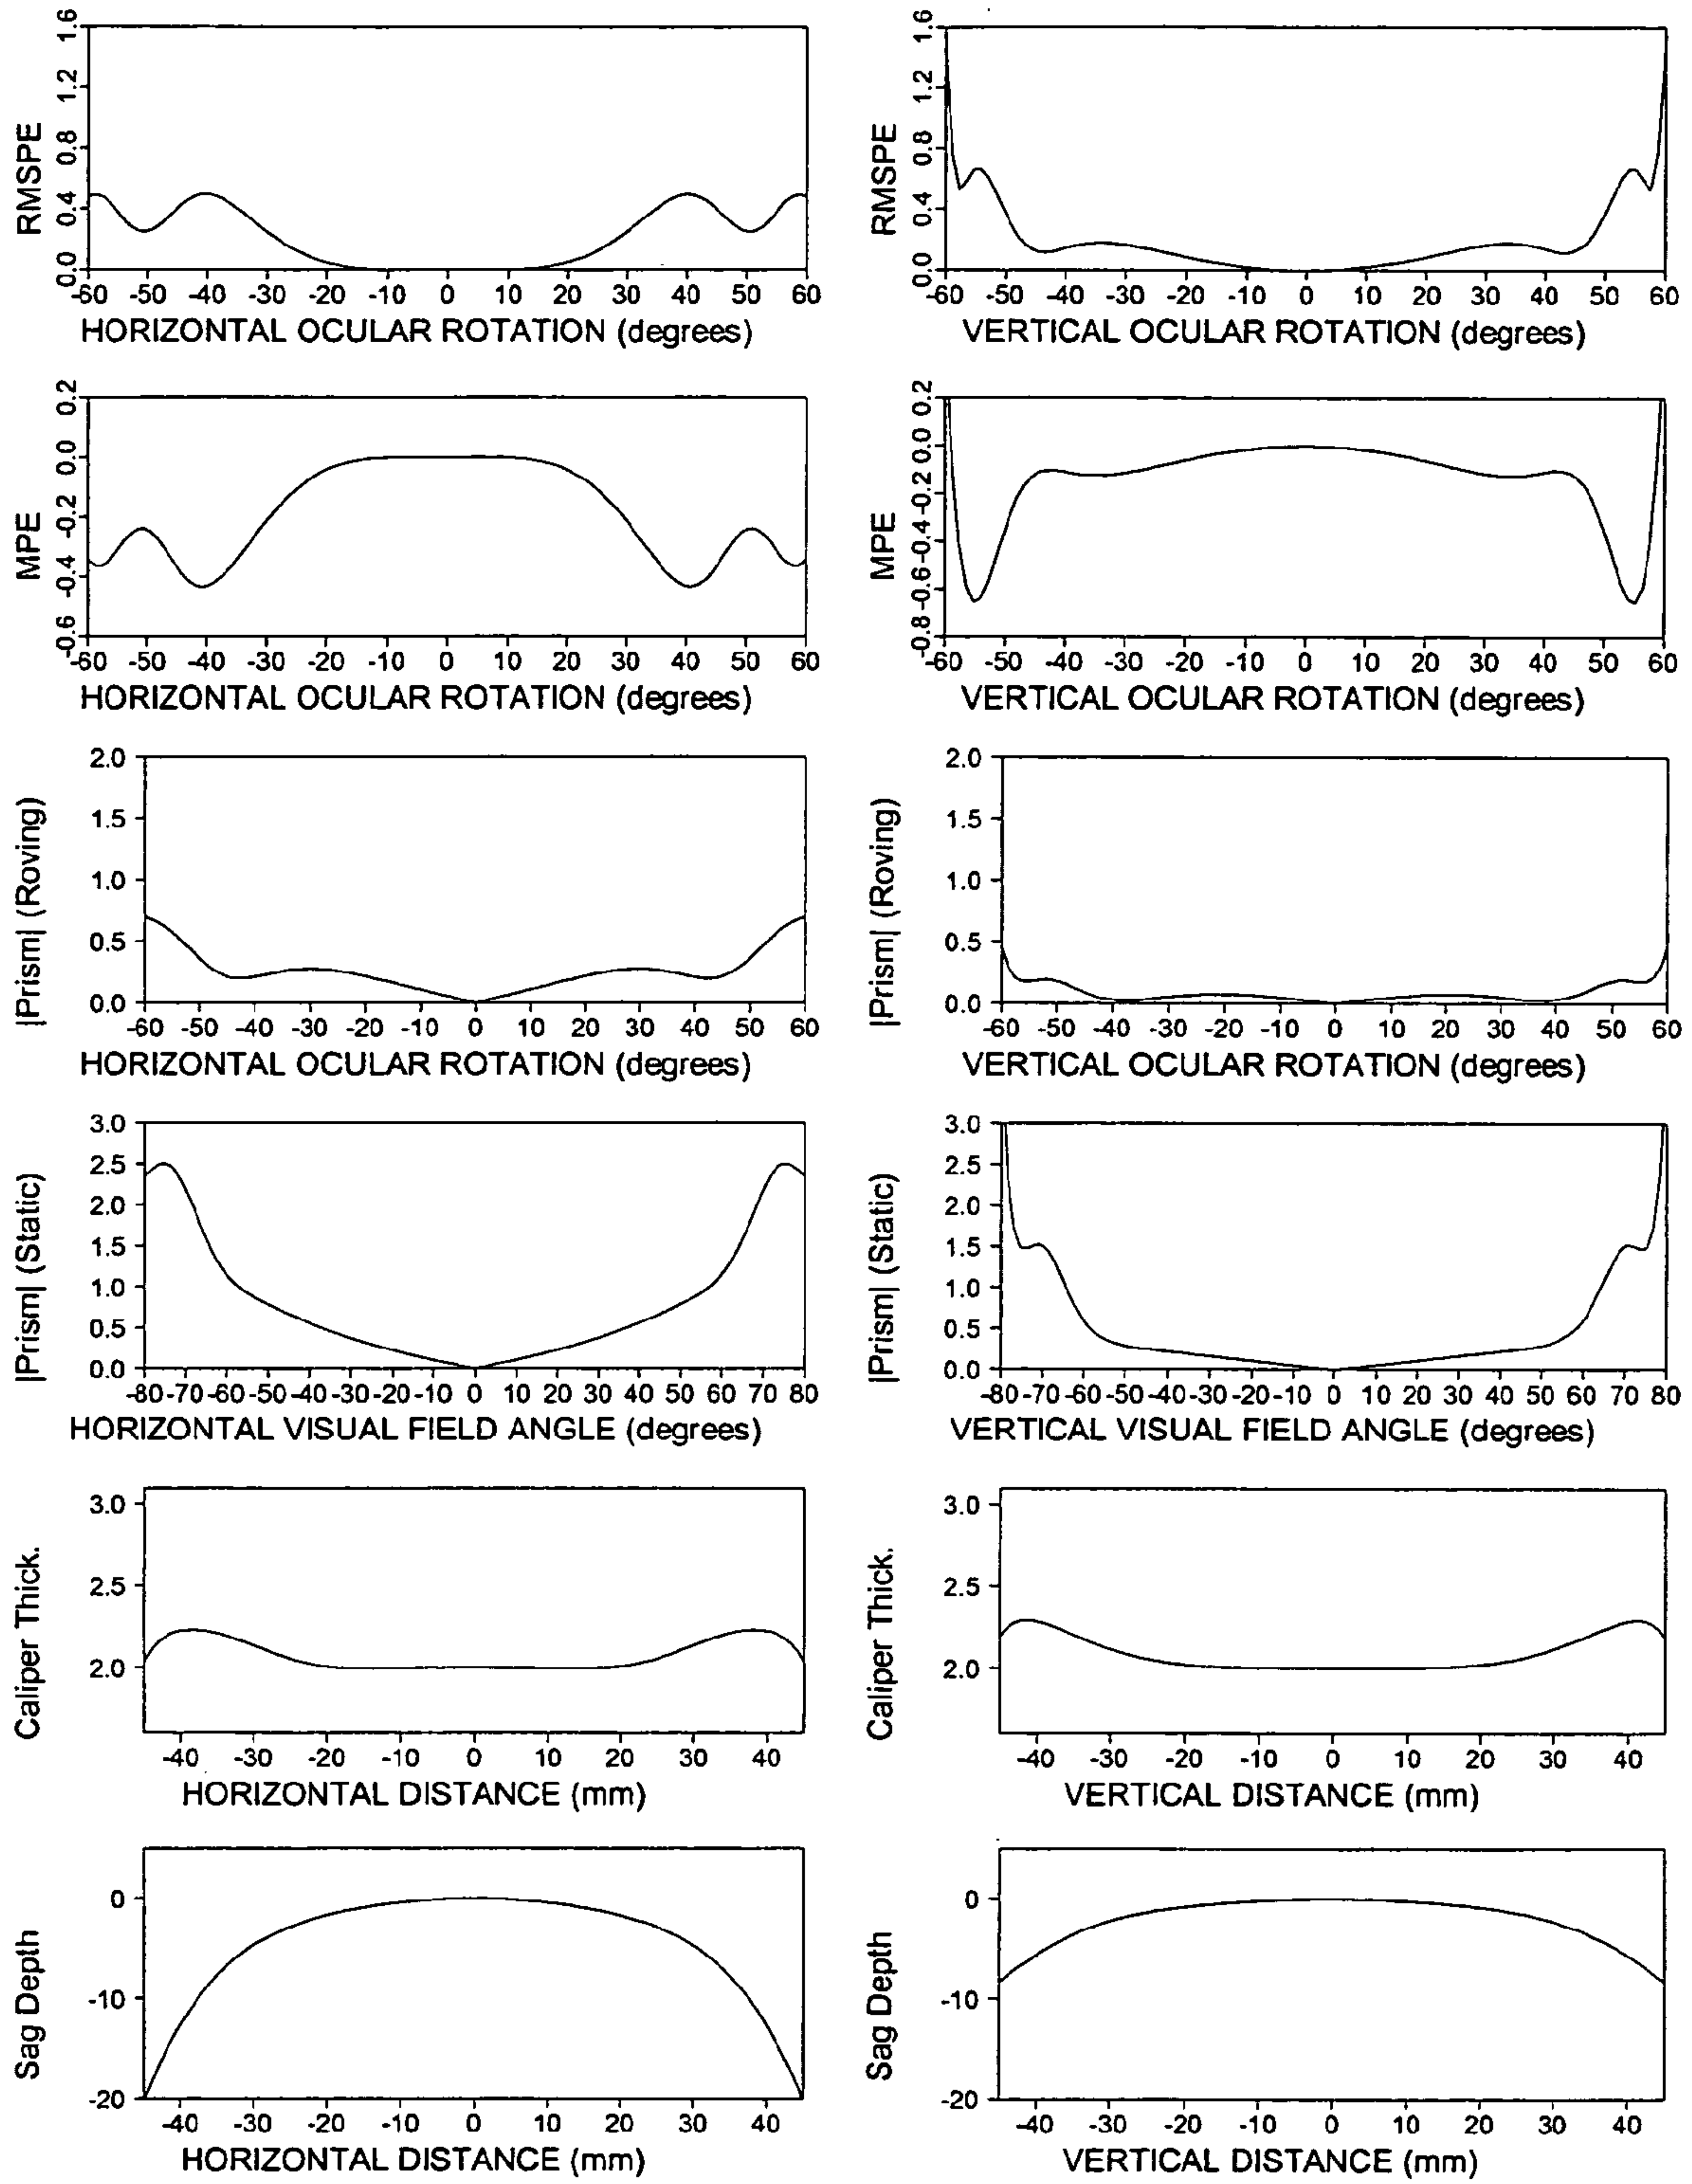 RMSPE
0.0 0.4 0.8 1.2 1.6
-60 -50 -40 -30 -20 -10 0 10 20 30 40 50 60
HORIZONTAL OCULAR ROTATION (degrees)
RMSPE
0.0 0.4 0.8 1.2 1.6
-60 -50 -40 -30 -20 -10 0 10 20 30 40 50 60
VERTICAL OCULAR ROTATION (degrees)
MPE
-0.6 -0.4 -0.2 0.0 0.2
-60 -50 -40 -30 -20 -10 0 10 20 30 40 50 60
HORIZONTAL OCULAR ROTATION (degrees)
MPE
-0.8 -0.6 -0.4 -0.2 0.0 0.2
-60 -50 -40 -30 -20 -10 0 10 20 30 40 50 60
VERTICAL OCULAR ROTATION (degrees)
|Prism| (Roving)
2.0
1.5
1.0
0.5
0.0
-60 -50 -40 -30 -20 -10 0 10 20 30 40 50 60
HORIZONTAL OCULAR ROTATION (degrees)
|Prism| (Roving)
2.0
1.5
1.0
0.5
0.0
-60 -50 -40 -30 -20 -10 0 10 20 30 40 50 60
VERTICAL OCULAR ROTATION (degrees)
|Prism| (Static)
3.0
2.5
2.0
1.5
1.0
0.5
0.0
-80 -70 -60 -50 -40 -30 -20 -10 0 10 20 30 40 50 60 70 80
HORIZONTAL VISUAL FIELD ANGLE (degrees)
|Prism| (Static)
3.0
2.5
2.0
1.5
1.0
0.5
0.0
-80 -70 -60 -50 -40 -30 -20 -10 0 10 20 30 40 50 60 70 80
VERTICAL VISUAL FIELD ANGLE (degrees)
Caliper Thick.
3.0
2.5
2.0
-40 -30 -20 -10 0 10 20 30 40
HORIZONTAL DISTANCE (mm)
Caliper Thick.
3.0
2.5
2.0
-40 -30 -20 -10 0 10 20 30 40
VERTICAL DISTANCE (mm)
Sag Depth
0
-10
-20
-40 -30 -20 -10 0 10 20 30 40
HORIZONTAL DISTANCE (mm)
Sag Depth
0
-10
-20
-40 -30 -20 -10 0 10 20 30 40
VERTICAL DISTANCE (mm)